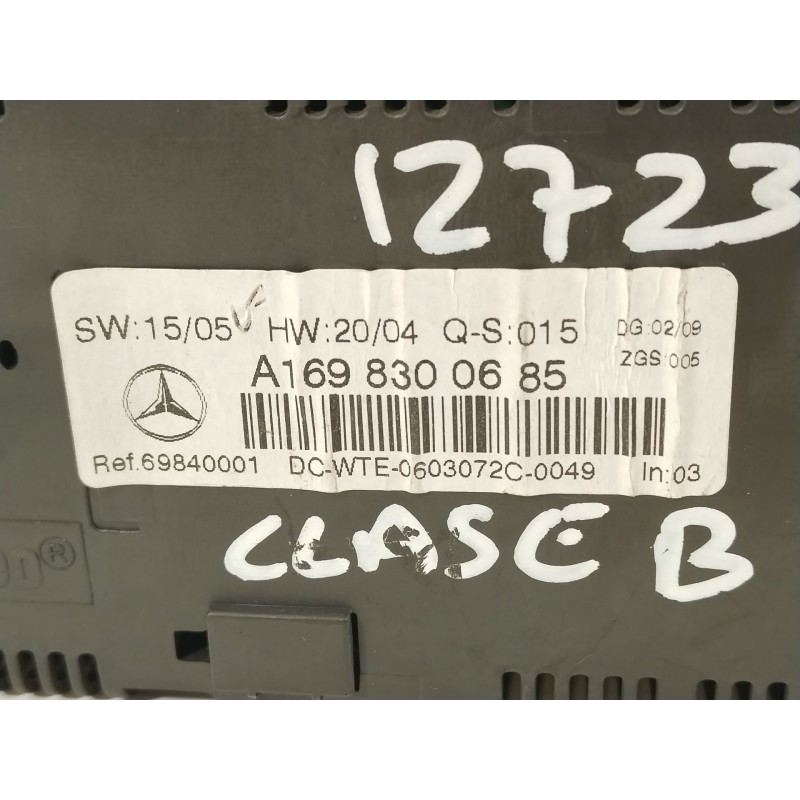 12723
SW:15/05 HW:20/04 Q-S:015 DG:02/09
ZGS:005
A169 830 06 85
Ref.69840001 DC-WTE-0603072C-0049 In:03
CLASE B